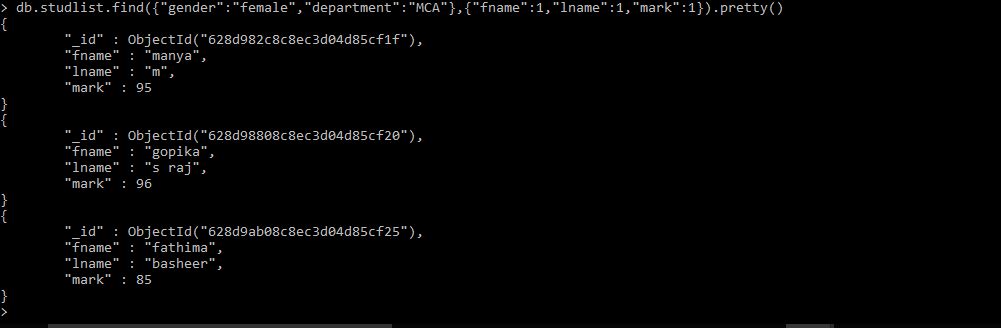 > db.studlist.find({"gender":"female","department":"MCA"},{"fname":1,"lname":1,"mark":1}).pretty()
{
"_id" : ObjectId("628d982c8c8ec3d04d85cf1f"),
"fname" : "manya",
"lname" : "m",
"mark" : 95
}
{
"_id" : ObjectId("628d98808c8ec3d04d85cf20"),
"fname" : "gopika",
"lname" : "s raj",
"mark" : 96
}
{
"_id" : ObjectId("628d9ab08c8ec3d04d85cf25"),
"fname" : "fathima",
"lname" : "basheer",
"mark" : 85
}
>